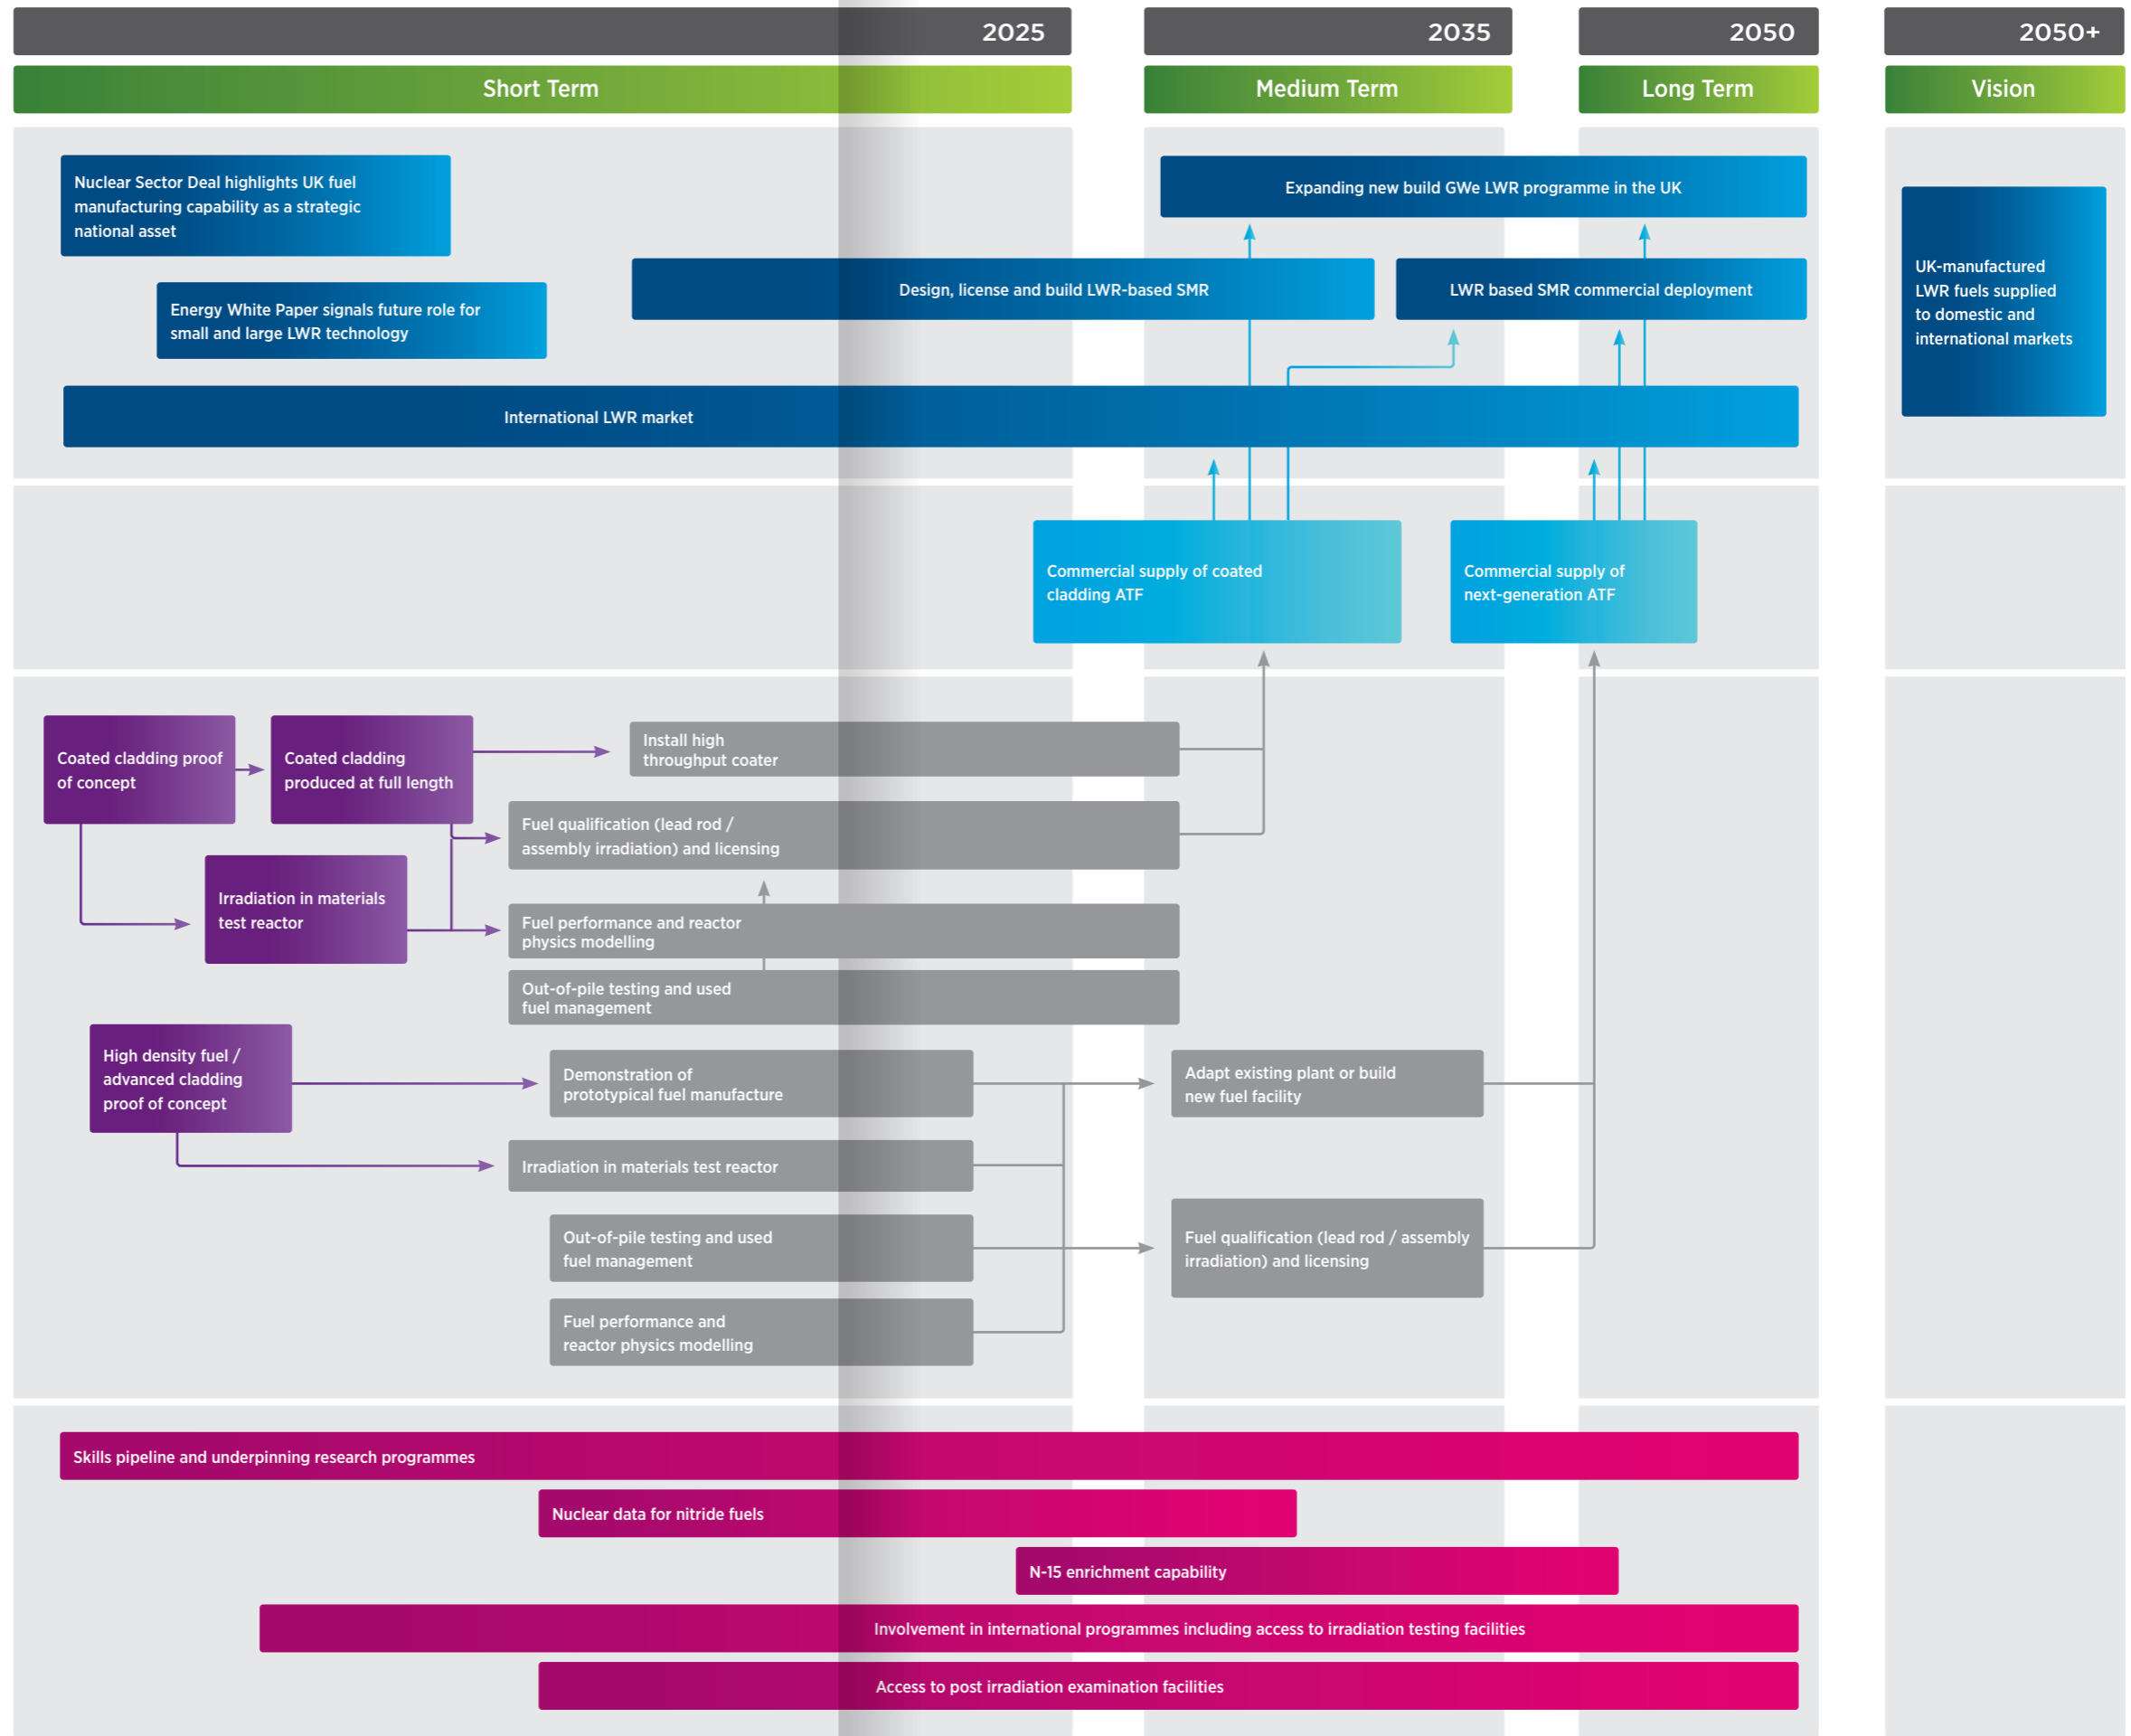 2025
2035
2050
2050+
Short Term
Medium Term
Long Term
Vision
Nuclear Sector Deal highlights UK fuel
manufacturing capability as a strategic
national asset
Expanding new build GWe LWR programme in the UK
Energy White Paper signals future role for
small and large LWR technology
Design, license and build LWR-based SMR
LWR based SMR commercial deployment
UK-manufactured
LWR fuels supplied
to domestic and
international markets
International LWR market
Commercial supply of coated
cladding ATF
Commercial supply of
next-generation ATF
Coated cladding proof
of concept
Coated cladding
produced at full length
Install high
throughput coater
Fuel qualification (lead rod /
assembly irradiation) and licensing
Irradiation in materials
test reactor
Fuel performance and reactor
physics modelling
Out-of-pile testing and used
fuel management
High density fuel /
advanced cladding
proof of concept
Demonstration of
prototypical fuel manufacture
Adapt existing plant or build
new fuel facility
Irradiation in materials test reactor
Out-of-pile testing and used
fuel management
Fuel qualification (lead rod / assembly
irradiation) and licensing
Fuel performance and
reactor physics modelling
Skills pipeline and underpinning research programmes
Nuclear data for nitride fuels
N-15 enrichment capability
Involvement in international programmes including access to irradiation testing facilities
Access to post irradiation examination facilities